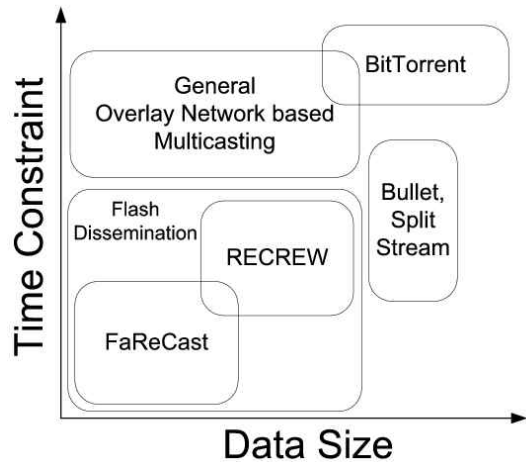 Time Constraint
General
Overlay Network based
Multicasting
BitTorrent
Bullet,
Split
Stream
Flash
Dissemination
RECREW
FaReCast
Data Size